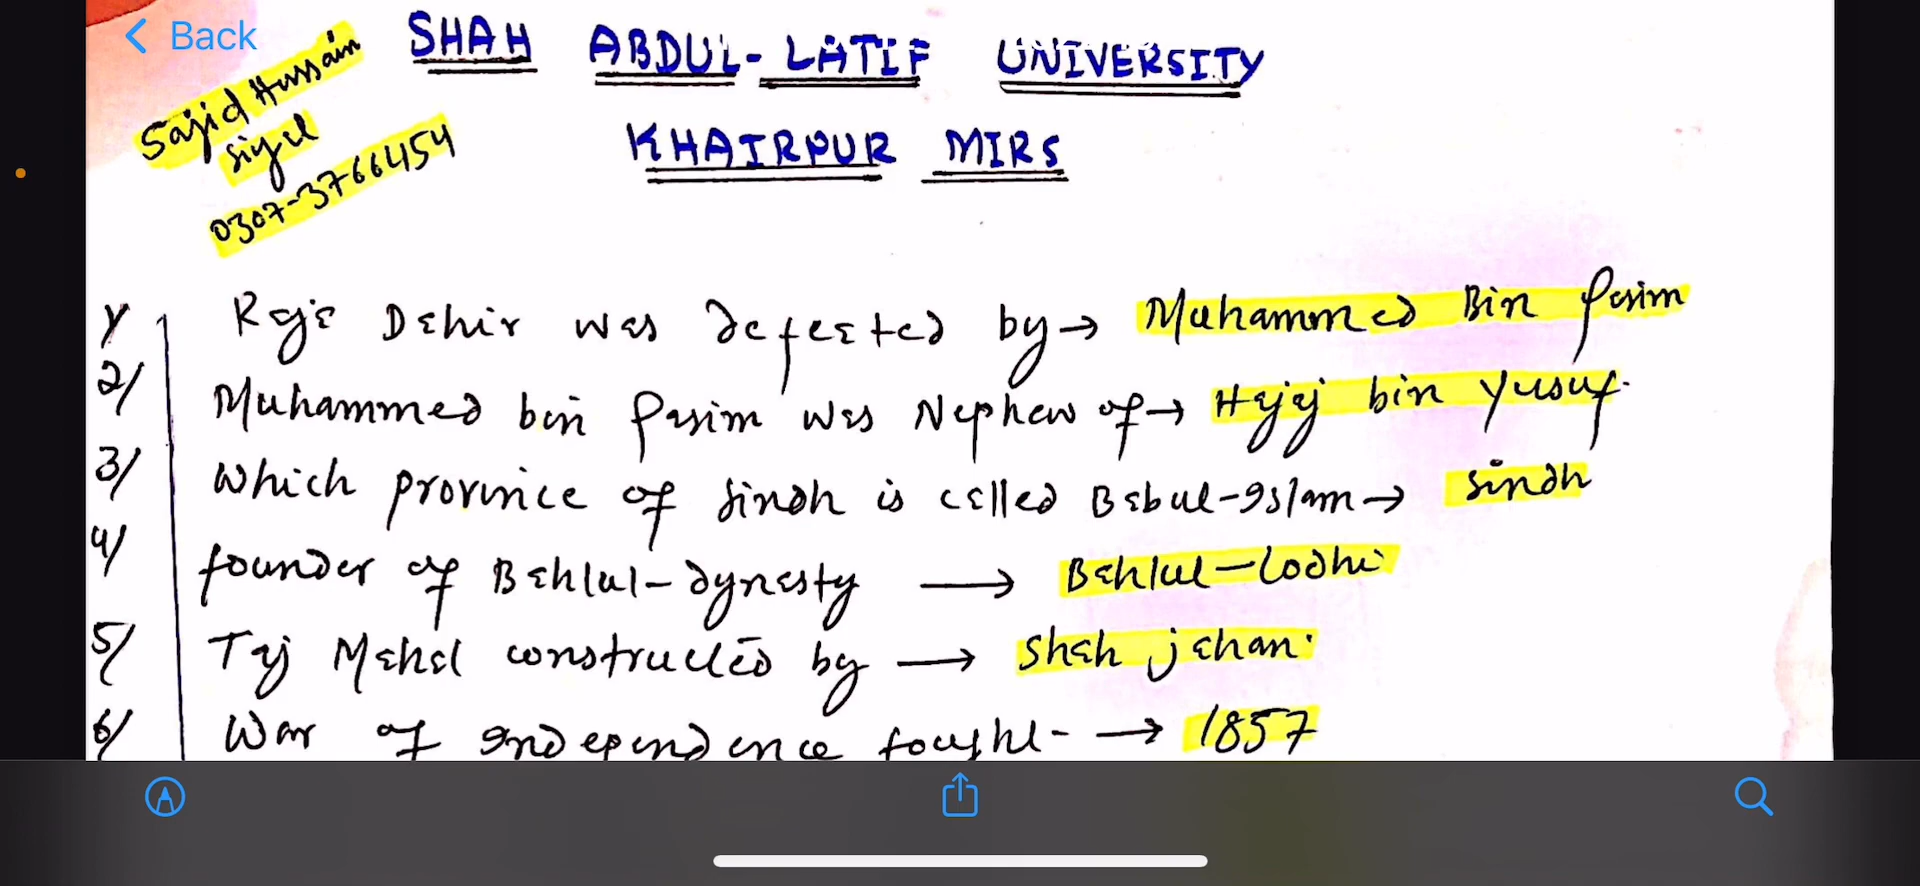 Back
SHAH ABDUL-LATIF UNIVERSITY
KHAIRPUR MIRS
Sajid Hussain
siyal
0307-3766454
1/ Raja Dahir was defeated by→ Muhammad Bin Qasim
2/ Muhammad bin Qasim was Nephew of→ Hajaj bin Yusuf.
3/ Which province of sindh is called Babul-Islam→ sindh
4/ founder of Bahlul-dynasty → Bahlul-Lodhi
5/ Taj Mahal constructed by → Shah jahan.
6/ War of independence fought- → 1857